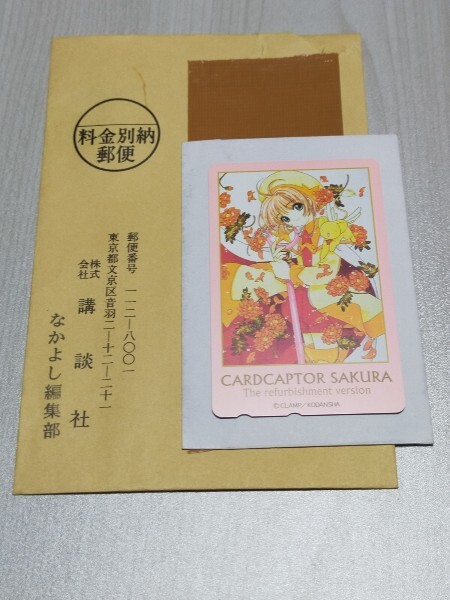 料金別納
郵便
郵便番号 一一二-八〇〇一
東京都文京区音羽二-十二-二十一
株式
会社
講談社
なかよし編集部
CARDCAPTOR SAKURA
The refurbishment version
©CLAMP/KODANSHA